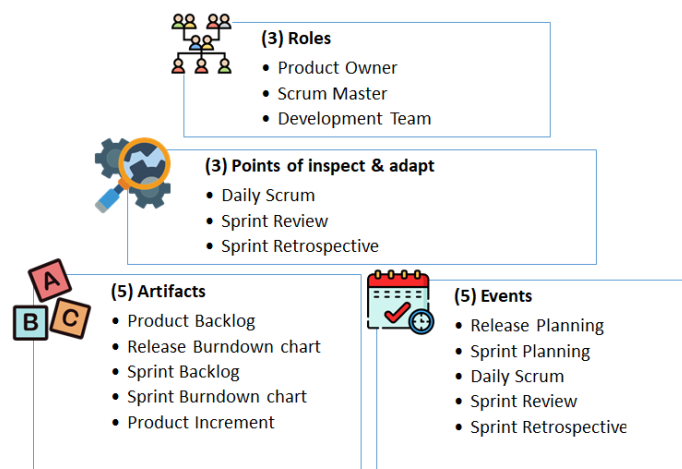 (3) Roles
• Product Owner
• Scrum Master
• Development Team
(3) Points of inspect & adapt
• Daily Scrum
• Sprint Review
• Sprint Retrospective
A
B
C
(5) Artifacts
• Product Backlog
• Release Burndown chart
• Sprint Backlog
• Sprint Burndown chart
• Product Increment
(5) Events
• Release Planning
• Sprint Planning
• Daily Scrum
• Sprint Review
• Sprint Retrospective